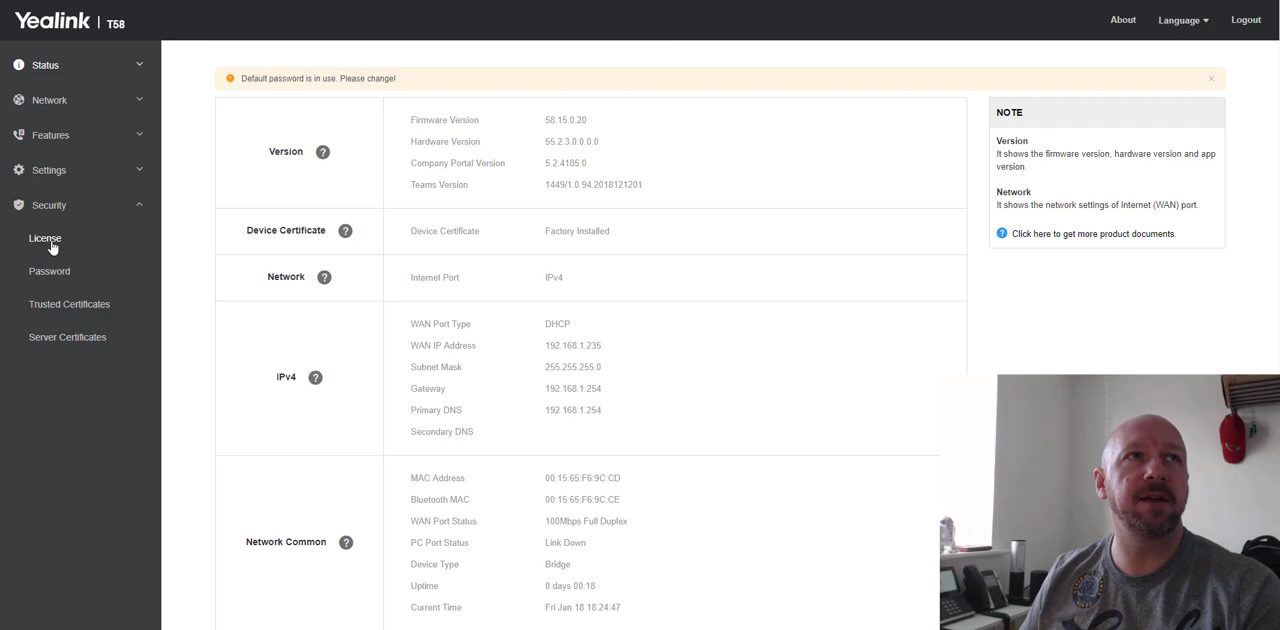 Yealink | T58
About
Language
Logout
Status
Network
Features
Settings
Security
License
Password
Trusted Certificates
Server Certificates
Default password is in use. Please change!
Version
Firmware Version 58.15.0.20
Hardware Version 55.2.3.0.0.0.0
Company Portal Version 5.2.4185.0
Teams Version 1449/1.0.94.2018121201
Device Certificate
Device Certificate Factory Installed
Network
Internet Port IPv4
IPv4
WAN Port Type DHCP
WAN IP Address 192.168.1.235
Subnet Mask 255.255.255.0
Gateway 192.168.1.254
Primary DNS 192.168.1.254
Secondary DNS
Network Common
MAC Address 00:15:65:F6:9C:CD
Bluetooth MAC 00:15:65:F6:9C:CE
WAN Port Status 100Mbps Full Duplex
PC Port Status Link Down
Device Type Bridge
Uptime 0 days 00:18
Current Time Fri Jan 18 18:24:47
NOTE
Version
It shows the firmware version, hardware version and app
version.
Network
It shows the network settings of Internet (WAN) port.
Click here to get more product documents.